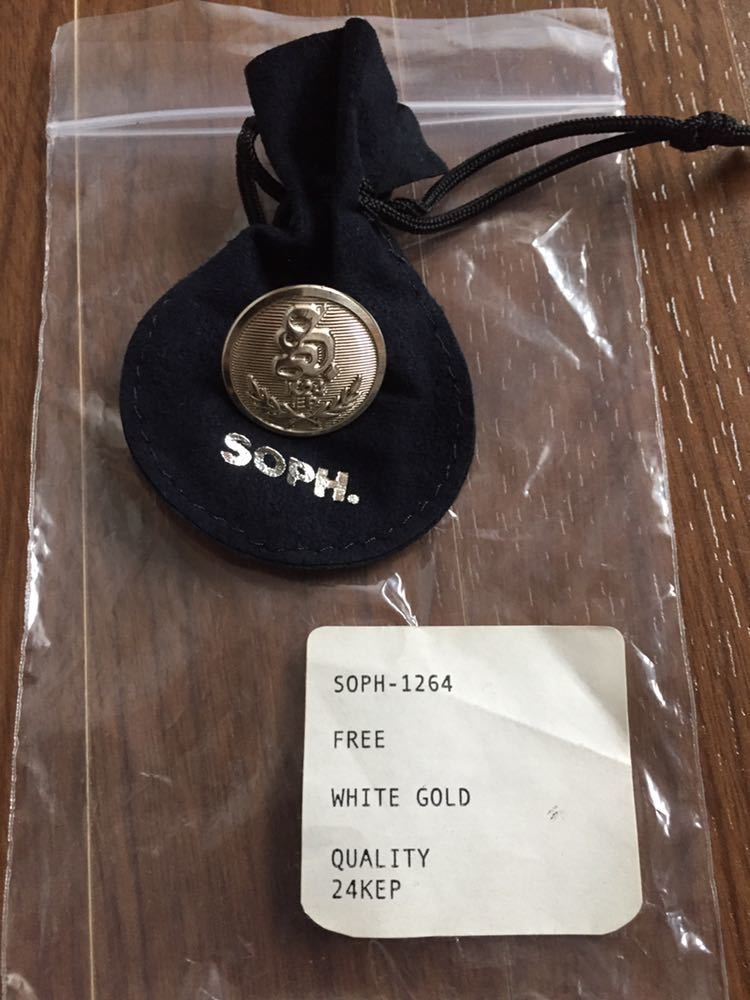 SOPH.
SOPH-1264
FREE
WHITE GOLD
QUALITY
24KEP